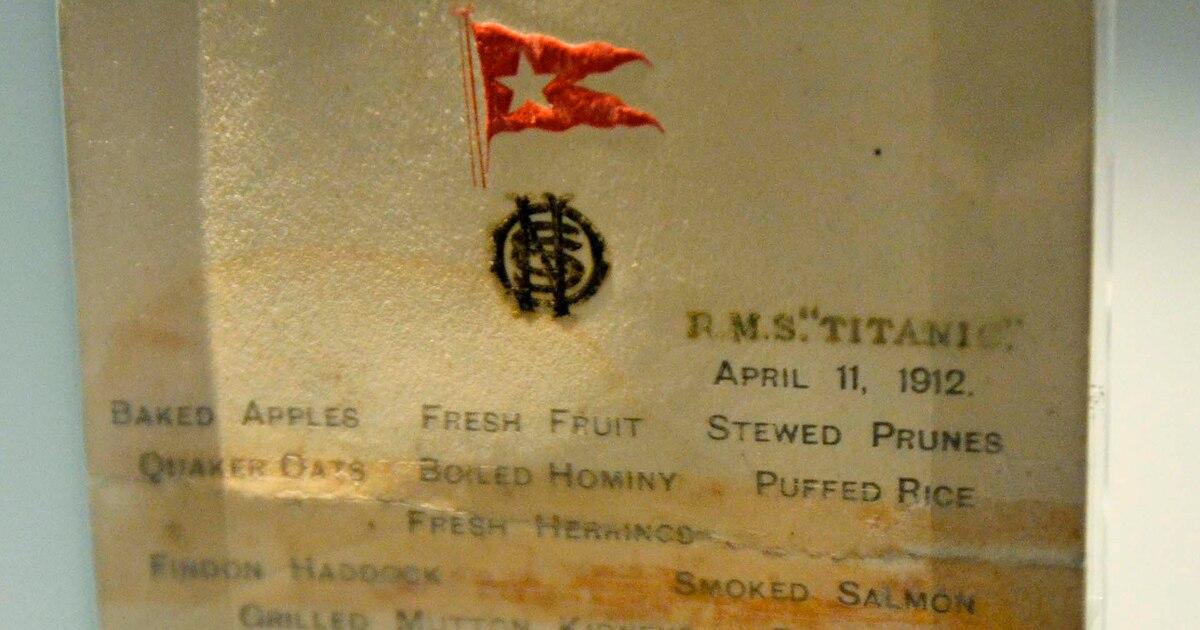 R.M.S. "TITANIC."
APRIL 11, 1912.
BAKED APPLES FRESH FRUIT STEWED PRUNES
QUAKER OATS BOILED HOMINY PUFFED RICE
FRESH HERRINGS
FINDON HADDOCK SMOKED SALMON
GRILLED MUTTON KIDNEYS